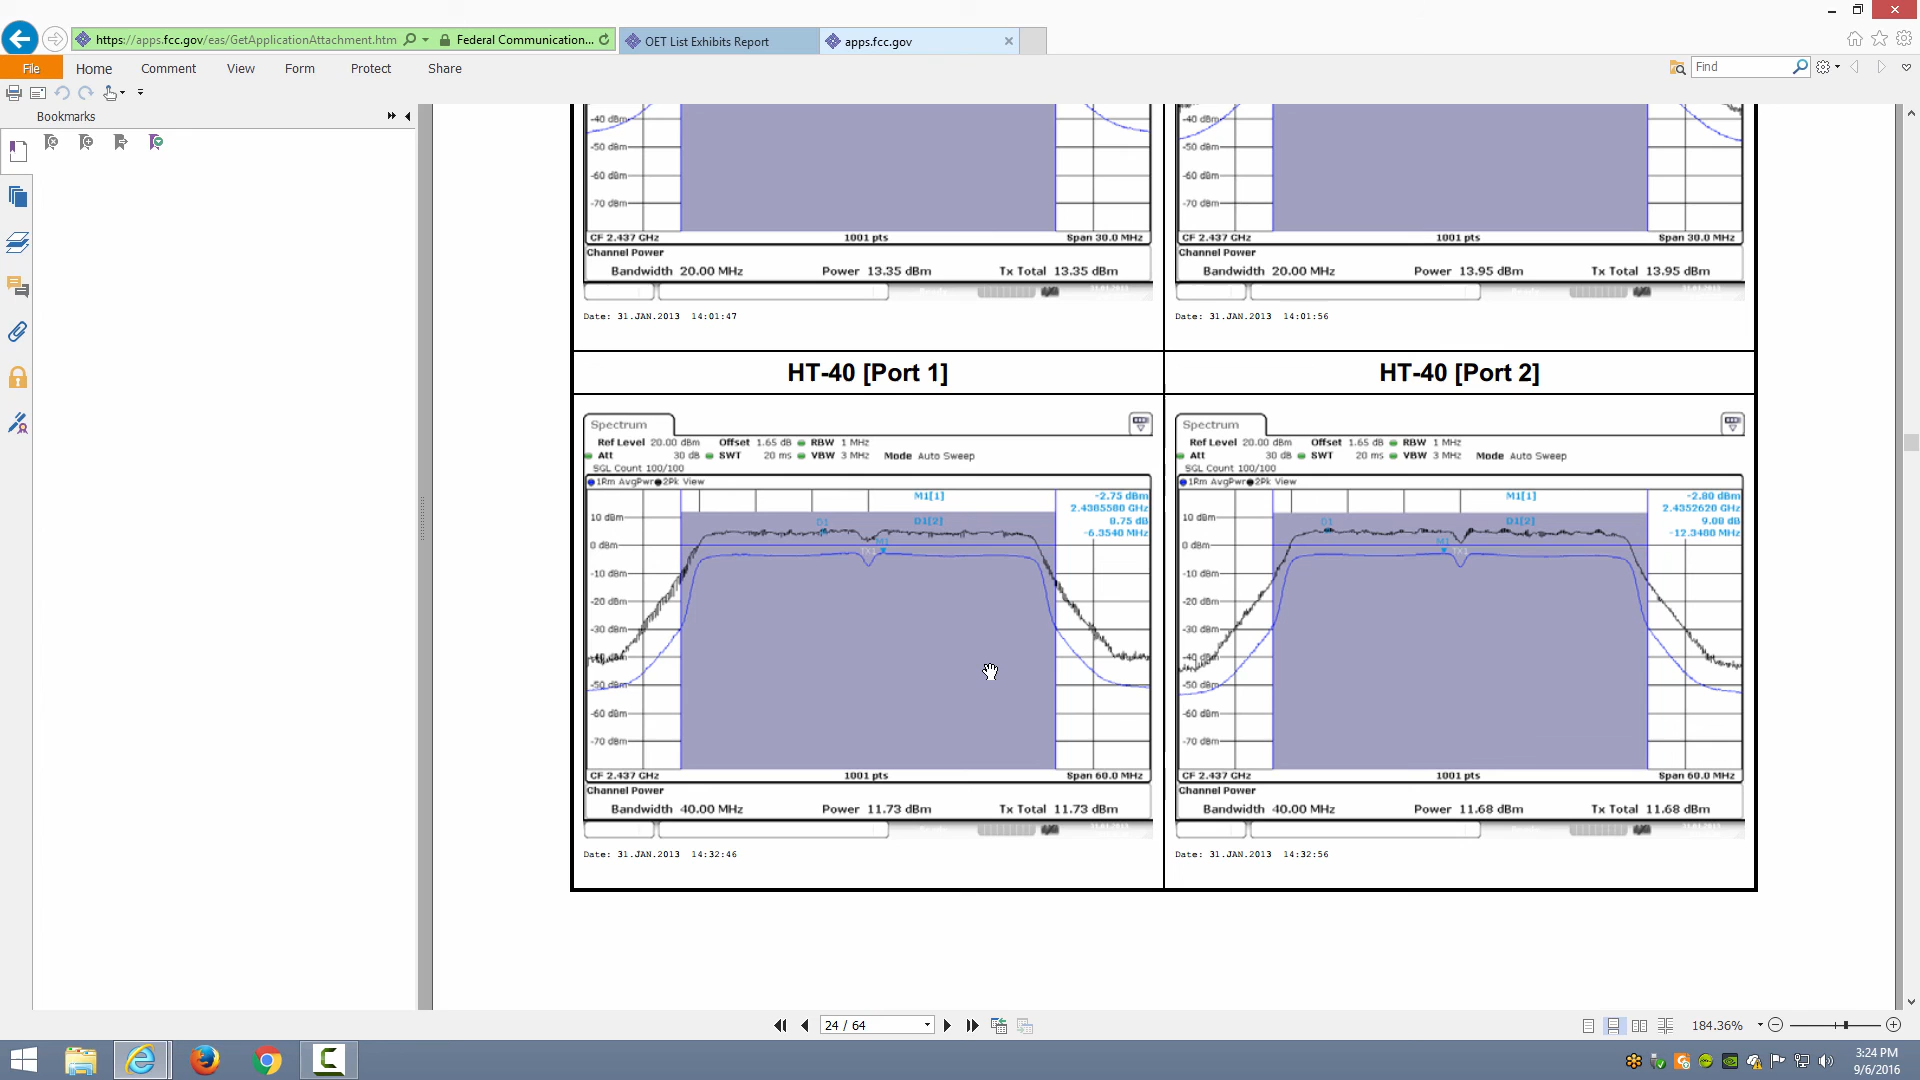 https://apps.fcc.gov/eas/GetApplicationAttachment.htm
Federal Communication...
OET List Exhibits Report
apps.fcc.gov
File
Home
Comment
View
Form
Protect
Share
Find
Bookmarks
-40 dBm
-50 dBm
-60 dBm
-70 dBm
CF 2.437 GHz 1001 pts Span 30.0 MHz
Channel Power
Bandwidth 20.00 MHz Power 13.35 dBm Tx Total 13.35 dBm
Date: 31.JAN.2013 14:01:47
-40 dBm
-50 dBm
-60 dBm
-70 dBm
CF 2.437 GHz 1001 pts Span 30.0 MHz
Channel Power
Bandwidth 20.00 MHz Power 13.95 dBm Tx Total 13.95 dBm
Date: 31.JAN.2013 14:01:56
HT-40 [Port 1]
HT-40 [Port 2]
Spectrum
Ref Level 20.00 dBm Offset 1.65 dB RBW 1 MHz
Att 30 dB SWT 20 ms VBW 3 MHz Mode Auto Sweep
SGL Count 100/100
1Rm AvgPwr 2Pk View
M1[1] -2.75 dBm
2.4385580 GHz
D1[2] 8.75 dB
-6.3540 MHz
D1
M1
TX1
10 dBm
0 dBm
-10 dBm
-20 dBm
-30 dBm
-40 dBm
-50 dBm
-60 dBm
-70 dBm
CF 2.437 GHz 1001 pts Span 60.0 MHz
Channel Power
Bandwidth 40.00 MHz Power 11.73 dBm Tx Total 11.73 dBm
Date: 31.JAN.2013 14:32:46
Spectrum
Ref Level 20.00 dBm Offset 1.65 dB RBW 1 MHz
Att 30 dB SWT 20 ms VBW 3 MHz Mode Auto Sweep
SGL Count 100/100
1Rm AvgPwr 2Pk View
M1[1] -2.80 dBm
2.4352620 GHz
D1[2] 9.00 dB
-12.3480 MHz
D1
M1
TX1
10 dBm
0 dBm
-10 dBm
-20 dBm
-30 dBm
-40 dBm
-50 dBm
-60 dBm
-70 dBm
CF 2.437 GHz 1001 pts Span 60.0 MHz
Channel Power
Bandwidth 40.00 MHz Power 11.68 dBm Tx Total 11.68 dBm
Date: 31.JAN.2013 14:32:56
24 / 64
184.36%
3:24 PM
9/6/2016